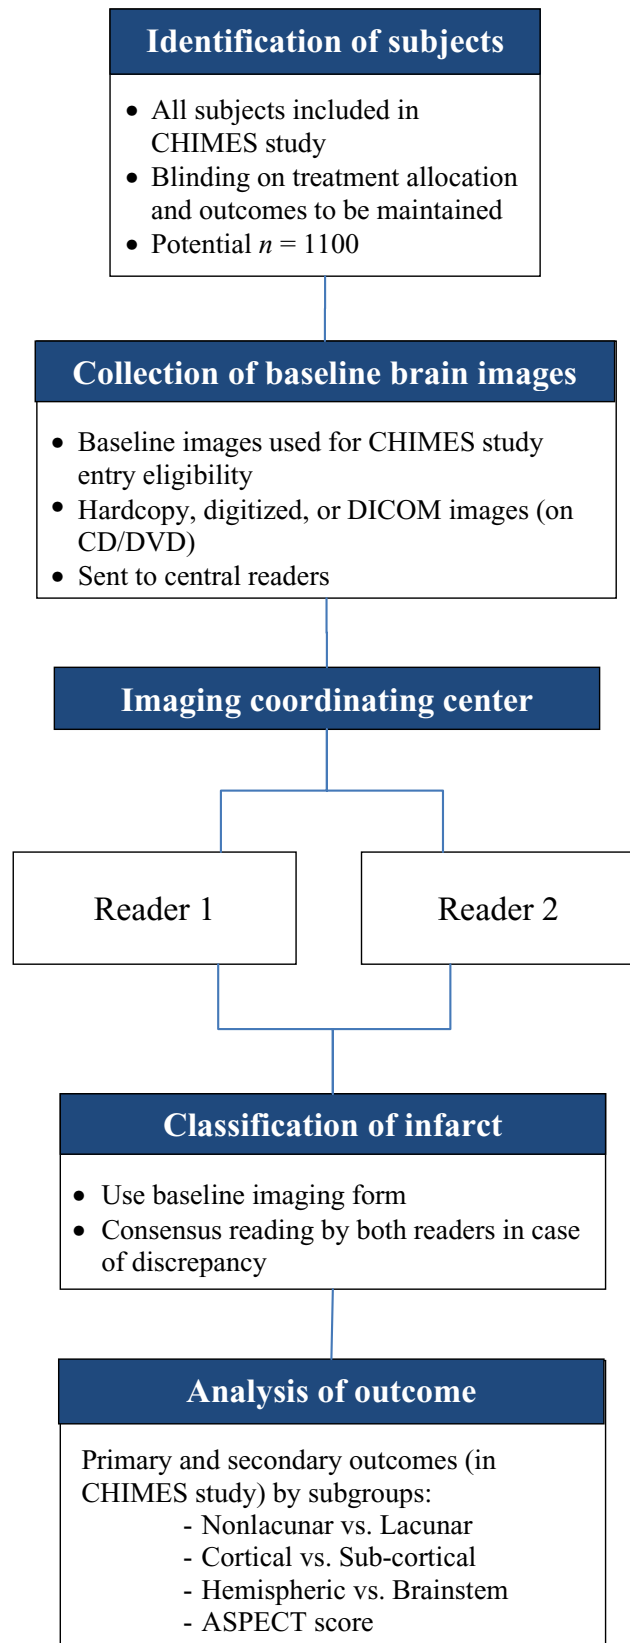 Identification of subjects
• All subjects included in
CHIMES study
• Blinding on treatment allocation
and outcomes to be maintained
• Potential n = 1100
Collection of baseline brain images
• Baseline images used for CHIMES study
entry eligibility
• Hardcopy, digitized, or DICOM images (on
CD/DVD)
• Sent to central readers
Imaging coordinating center
Reader 1
Reader 2
Classification of infarct
• Use baseline imaging form
• Consensus reading by both readers in case
of discrepancy
Analysis of outcome
Primary and secondary outcomes (in
CHIMES study) by subgroups:
- Nonlacunar vs. Lacunar
- Cortical vs. Sub-cortical
- Hemispheric vs. Brainstem
- ASPECT score